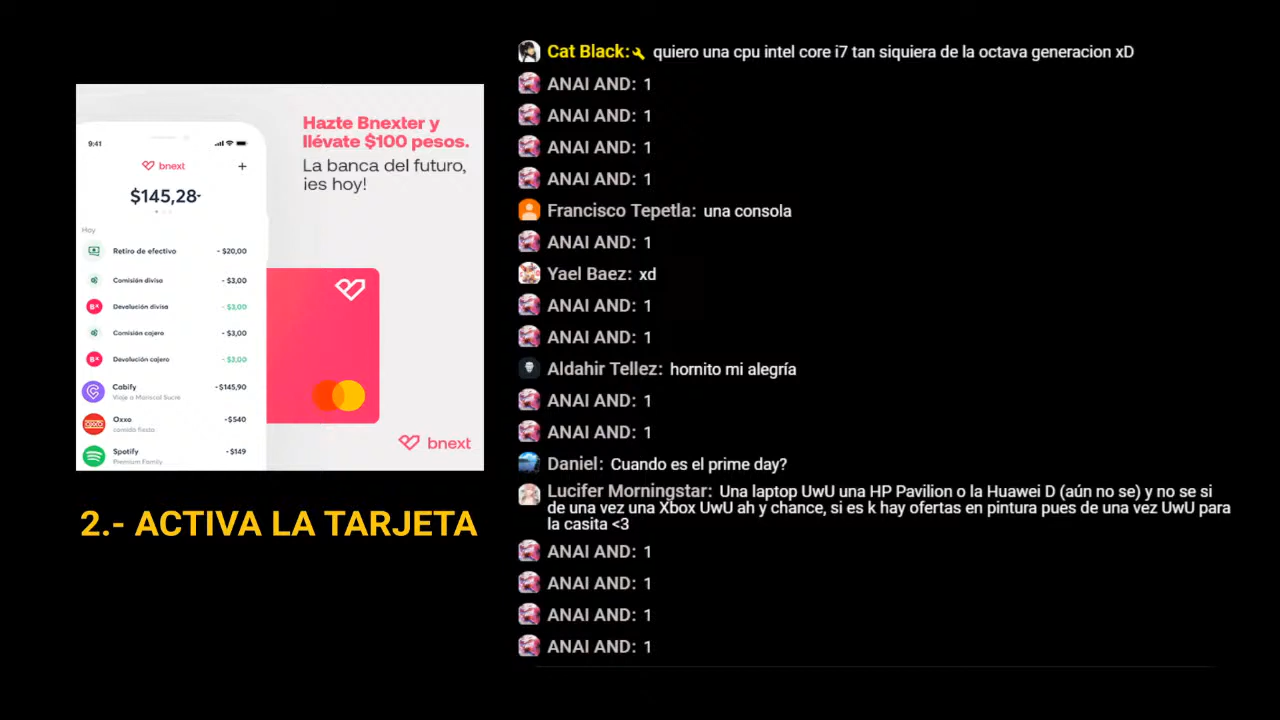 Hazte Bnexter y
llévate $100 pesos.
La banca del futuro,
¡es hoy!
9:41
bnext
+
$145,28
Hoy
Retiro de efectivo - $20,00
Comisión divisa - $3,00
Devolución divisa - $3,00
Comisión cajero - $3,00
Devolución cajero - $3,00
Cabify -$145,90
Viaje a Mariscal Sucre
Oxxo -$540
comida fiesta
Spotify -$149
Premium Family
bnext
2.- ACTIVA LA TARJETA
Cat Black: quiero una cpu intel core i7 tan siquiera de la octava generacion xD
ANAI AND: 1
ANAI AND: 1
ANAI AND: 1
ANAI AND: 1
Francisco Tepetla: una consola
ANAI AND: 1
Yael Baez: xd
ANAI AND: 1
ANAI AND: 1
Aldahir Tellez: hornito mi alegría
ANAI AND: 1
ANAI AND: 1
Daniel: Cuando es el prime day?
Lucifer Morningstar: Una laptop UwU una HP Pavilion o la Huawei D (aún no se) y no se si
de una vez una Xbox UwU ah y chance, si es k hay ofertas en pintura pues de una vez UwU para
la casita <3
ANAI AND: 1
ANAI AND: 1
ANAI AND: 1
ANAI AND: 1